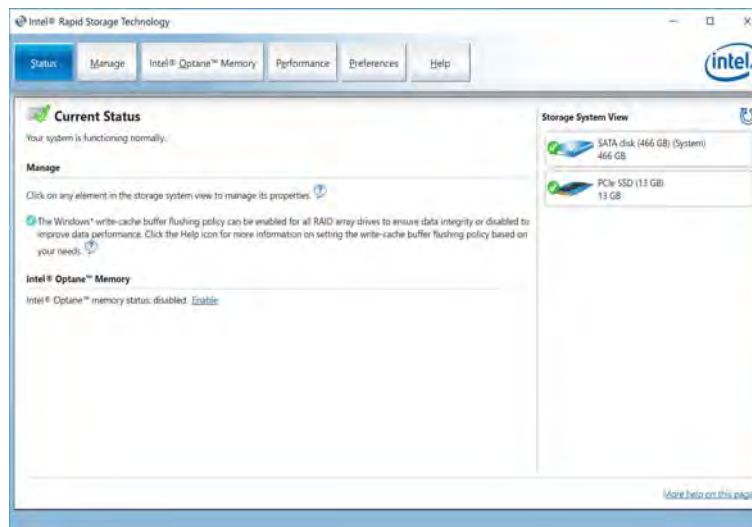 Intel® Rapid Storage Technology
Status
Manage
Intel® Optane™ Memory
Performance
Preferences
Help
intel
Current Status
Your system is functioning normally.
Manage
Click on any element in the storage system view to manage its properties.
The Windows* write-cache buffer flushing policy can be enabled for all RAID array drives to ensure data integrity or disabled to
improve data performance. Click the Help icon for more information on setting the write-cache buffer flushing policy based on
your needs.
Intel® Optane™ Memory
Intel® Optane™ memory status: disabled. Enable
Storage System View
SATA disk (466 GB) (System)
466 GB
PCIe SSD (13 GB)
13 GB
More help on this page